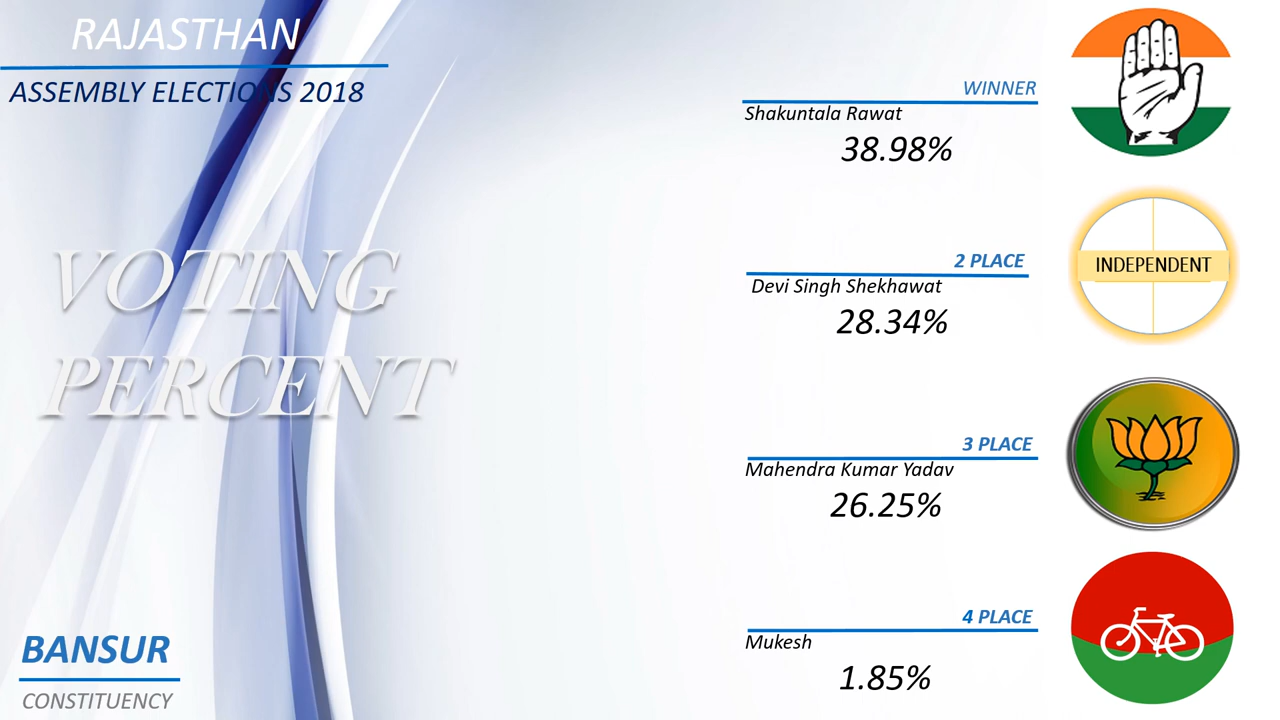 RAJASTHAN
ASSEMBLY ELECTIONS 2018
VOTING
PERCENT
BANSUR
CONSTITUENCY
WINNER
Shakuntala Rawat
38.98%
2 PLACE
Devi Singh Shekhawat
28.34%
INDEPENDENT
3 PLACE
Mahendra Kumar Yadav
26.25%
4 PLACE
Mukesh
1.85%